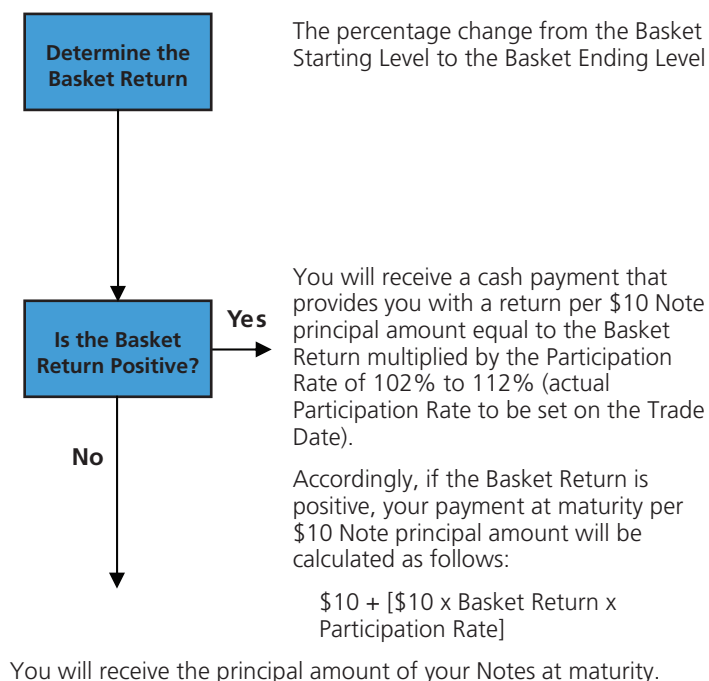 Determine the
Basket Return
The percentage change from the Basket
Starting Level to the Basket Ending Level
Is the Basket
Return Positive?
Yes
You will receive a cash payment that
provides you with a return per $10 Note
principal amount equal to the Basket
Return multiplied by the Participation
Rate of 102% to 112% (actual
Participation Rate to be set on the Trade
Date).
No
Accordingly, if the Basket Return is
positive, your payment at maturity per
$10 Note principal amount will be
calculated as follows:
$10 + [$10 x Basket Return x
Participation Rate]
You will receive the principal amount of your Notes at maturity.